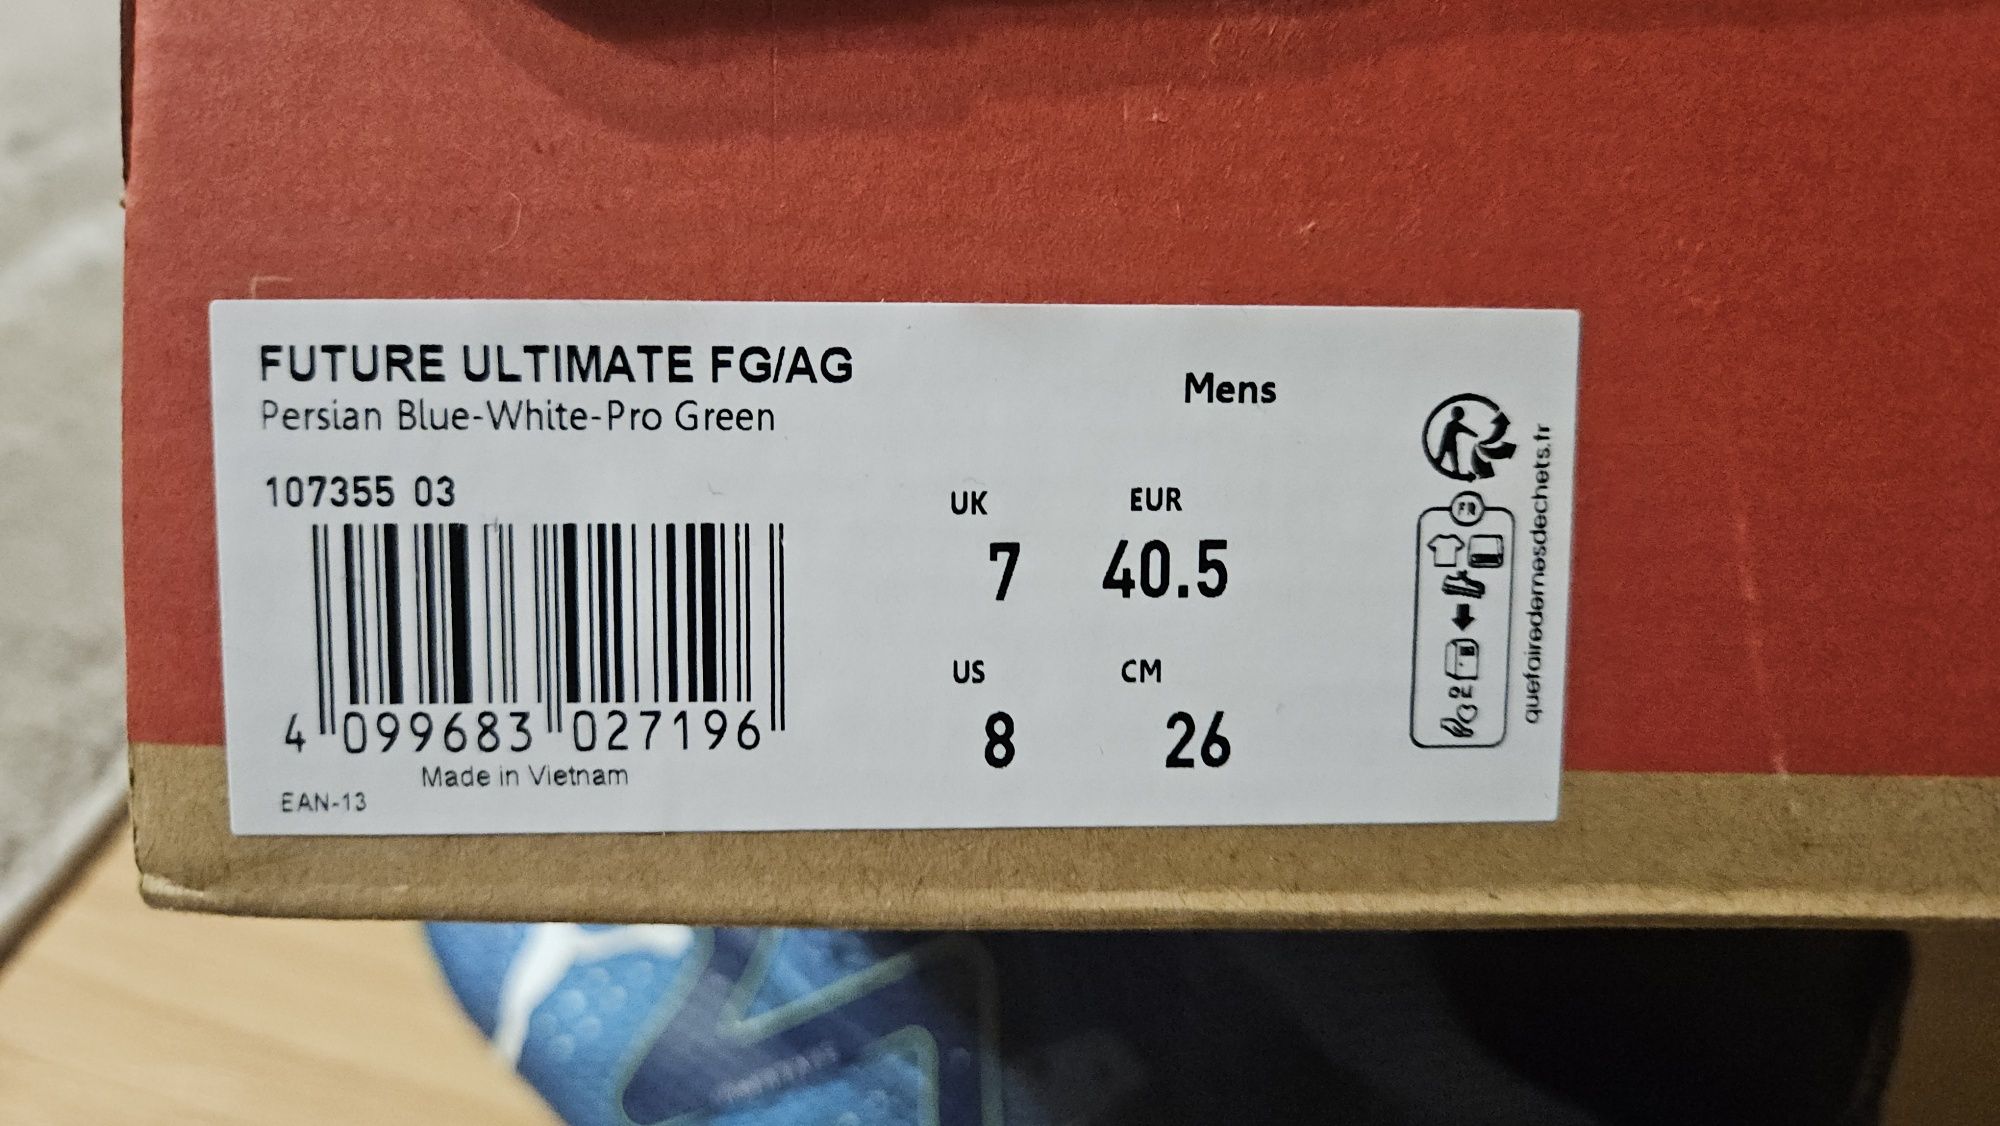 FUTURE ULTIMATE FG/AG
Persian Blue-White-Pro Green
Mens
107355 03
UK
EUR
7
40.5
US
CM
8
26
4 099683 027196
Made in Vietnam
EAN-13
FR
quefairedemesdechets.fr